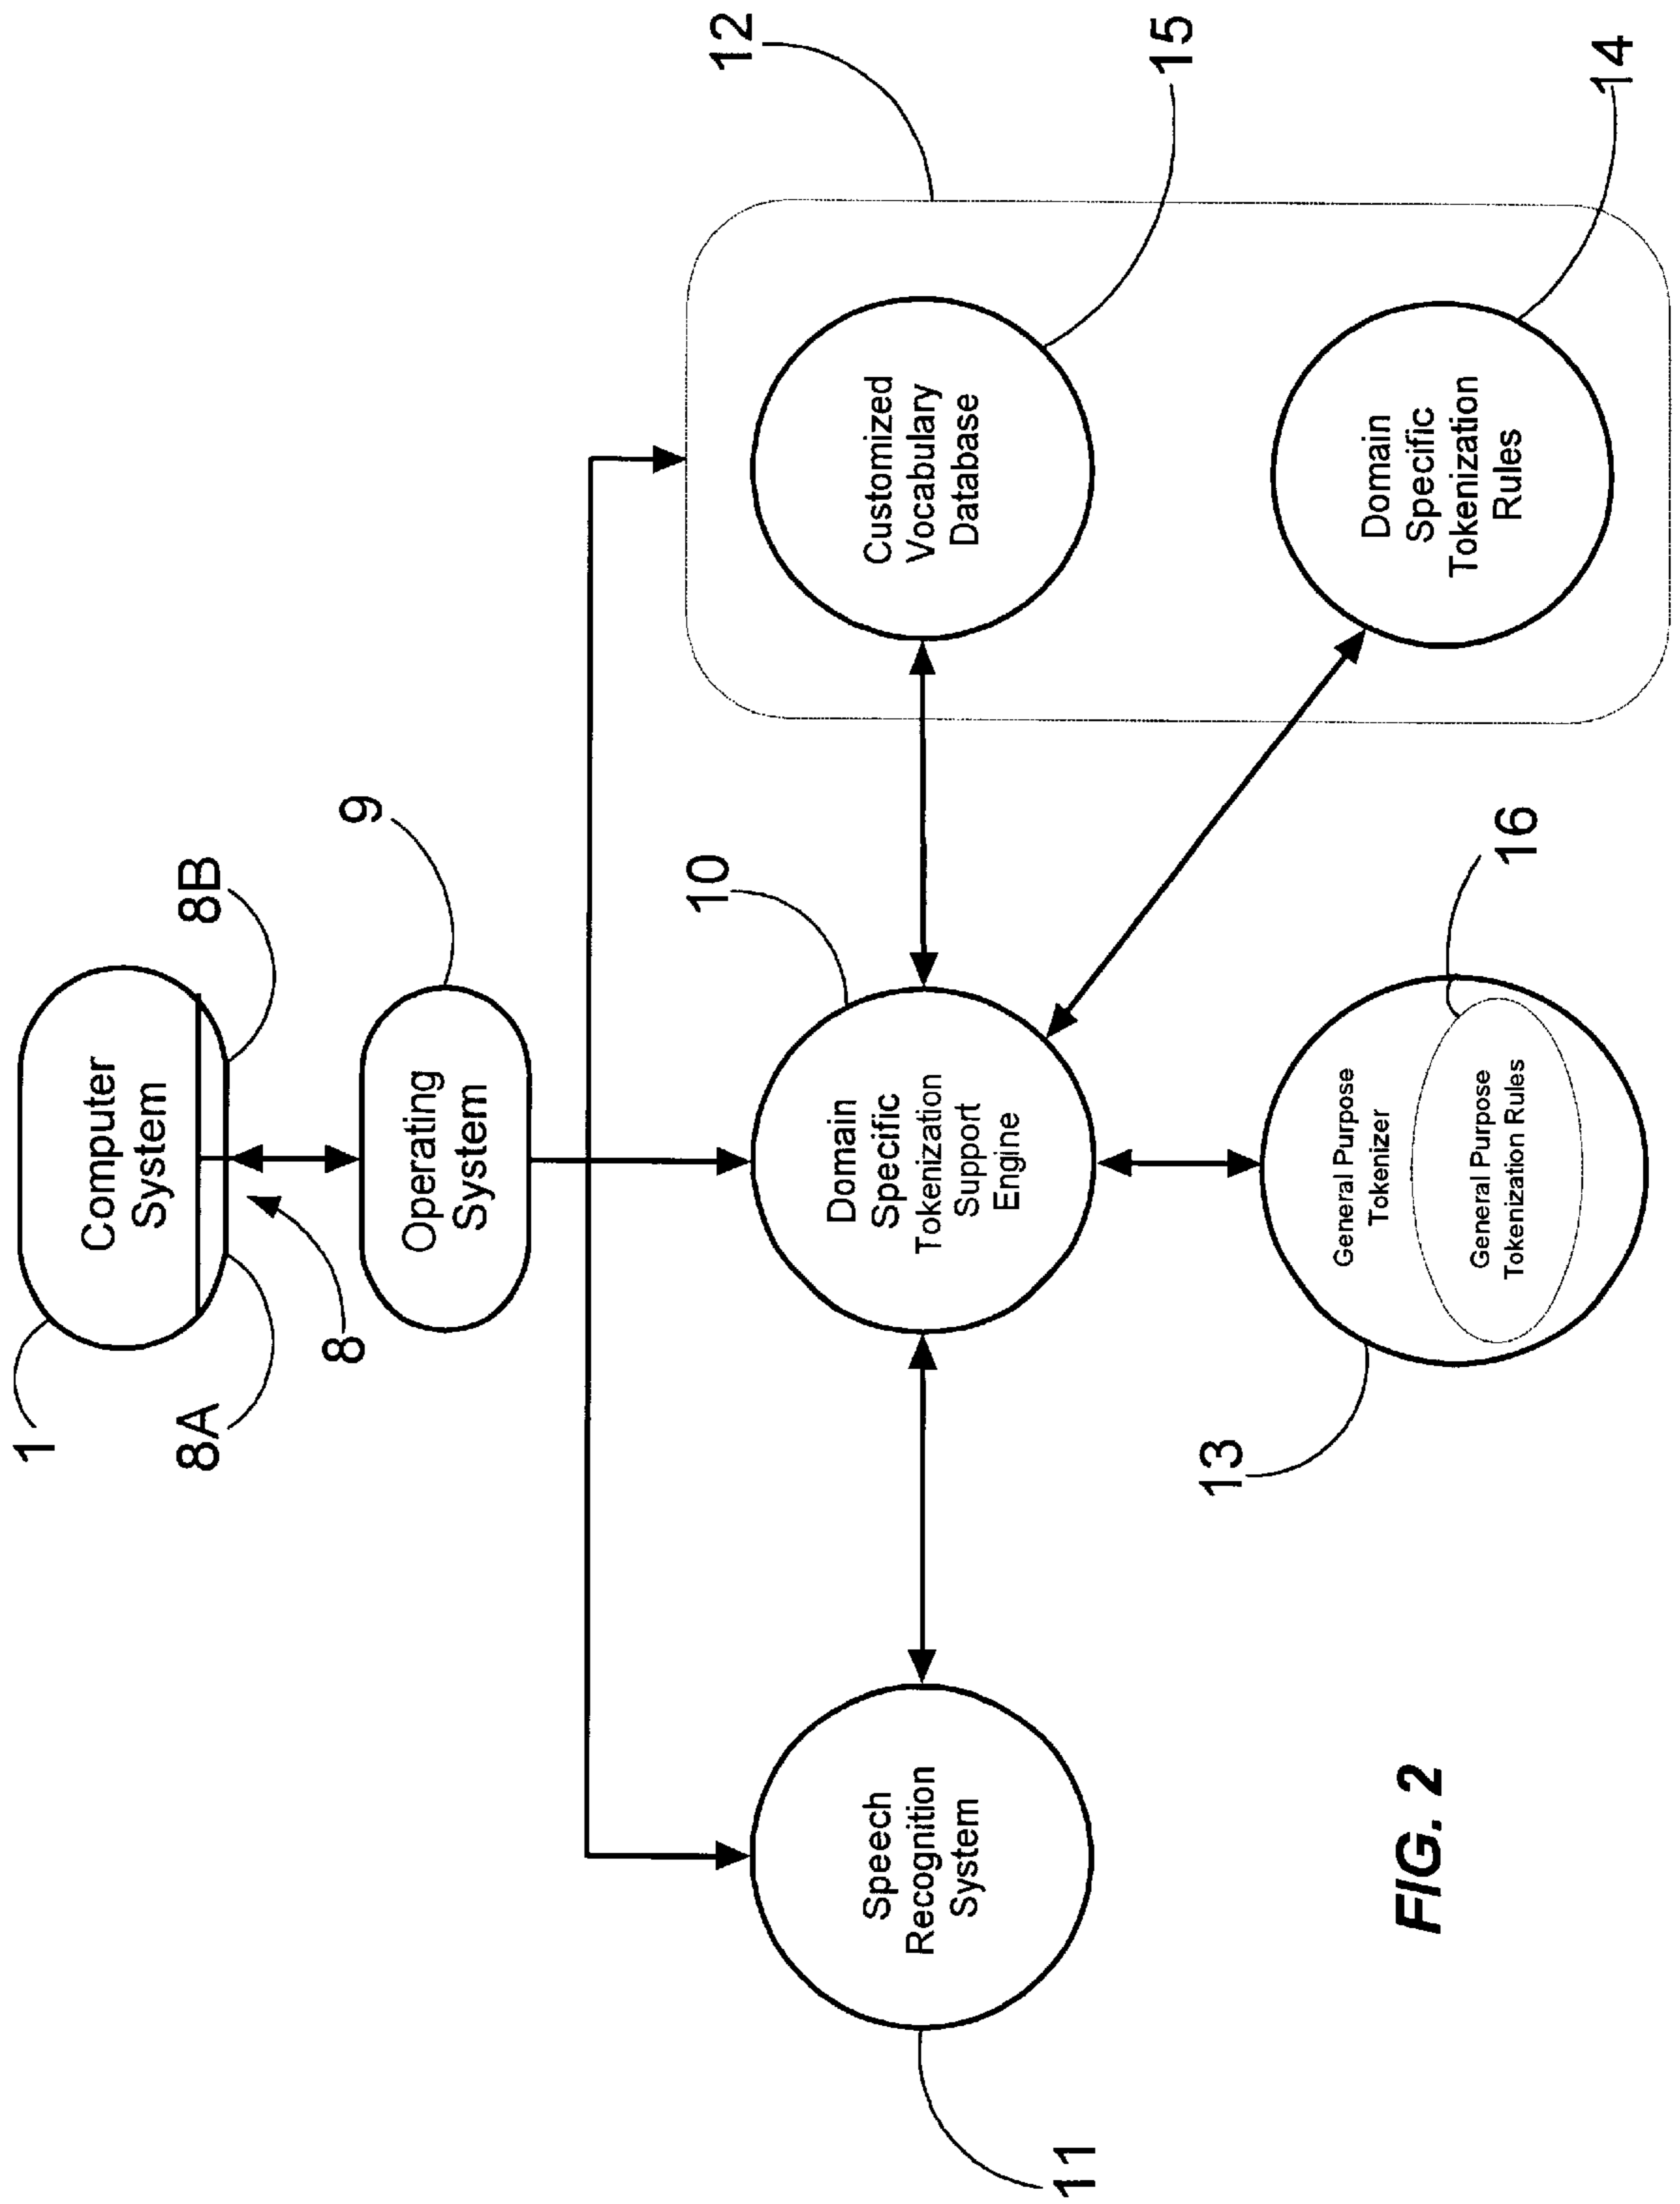 1
Computer
System
8A
8B
8
Operating
System
9
10
12
Speech
Recognition
System
11
Domain
Specific
Tokenization
Support
Engine
Customized
Vocabulary
Database
15
General Purpose
Tokenizer
General Purpose
Tokenization Rules
13
16
Domain
Specific
Tokenization
Rules
14
FIG. 2